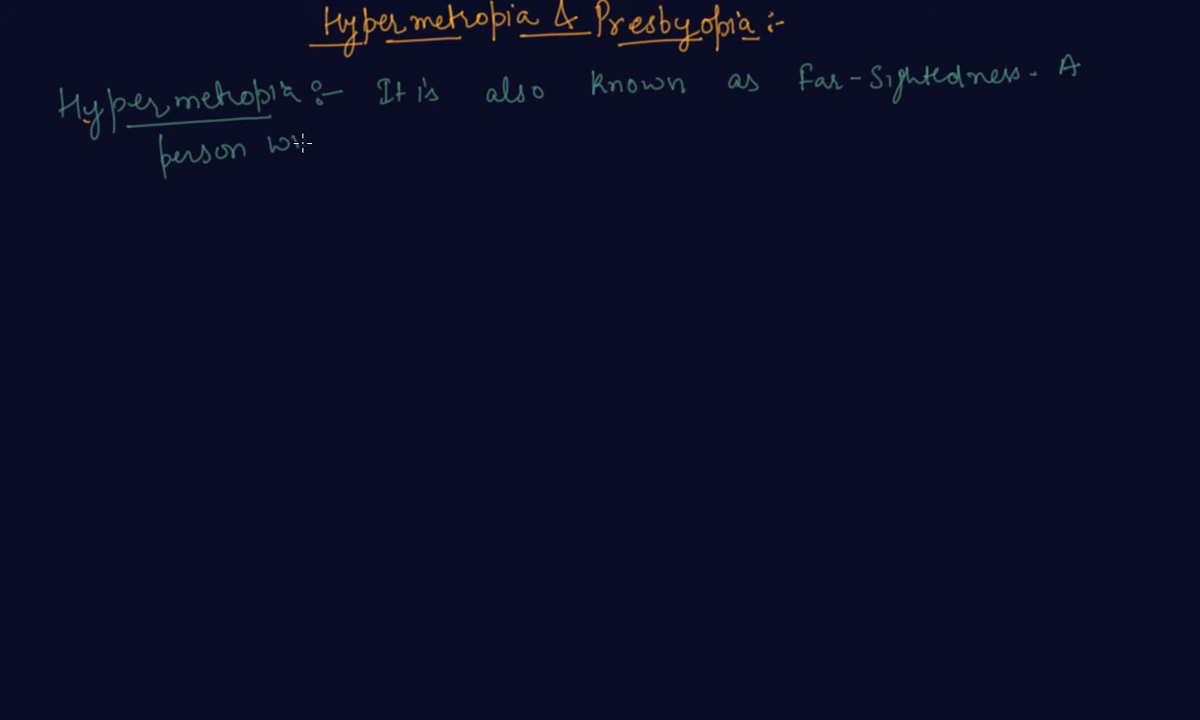 Hypermetropia & Presbyopia :-
Hypermetropia :- It is also known as Far-Sightedness. A
person